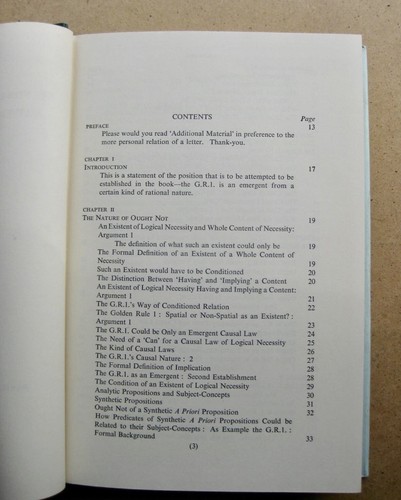 CONTENTS
Page
PREFACE 13
Please would you read 'Additional Material' in preference to the
more personal relation of a letter. Thank-you.
CHAPTER I
INTRODUCTION 17
This is a statement of the position that is to be attempted to be
established in the book—the G.R.1. is an emergent from a
certain kind of rational nature.
CHAPTER II
THE NATURE OF OUGHT NOT 19
An Existent of Logical Necessity and Whole Content of Necessity:
Argument 1
The definition of what such an existent could only be 19
The Formal Definition of an Existent of a Whole Content of
Necessity 19
Such an Existent would have to be Conditioned 20
The Distinction Between 'Having' and 'Implying' a Content 20
An Existent of Logical Necessity Having and Implying a Content:
Argument 1 21
The G.R.1.'s Way of Conditioned Relation 22
The Golden Rule 1 : Spatial or Non-Spatial as an Existent? :
Argument 1 23
The G.R.1. Could be Only an Emergent Causal Law 24
The Need of a 'Can' for a Causal Law of Logical Necessity 25
The Kind of Causal Laws 26
The G.R.1.'s Causal Nature : 2 27
The Formal Definition of Implication 28
The G.R.1. as an Emergent : Second Establishment 28
The Condition of an Existent of Logical Necessity 29
Analytic Propositions and Subject-Concepts 30
Synthetic Propositions 31
Ought Not of a Synthetic A Priori Proposition 32
How Predicates of Synthetic A Priori Propositions Could be
Related to their Subject-Concepts : As Example the G.R.1. :
Formal Background 33
(3)